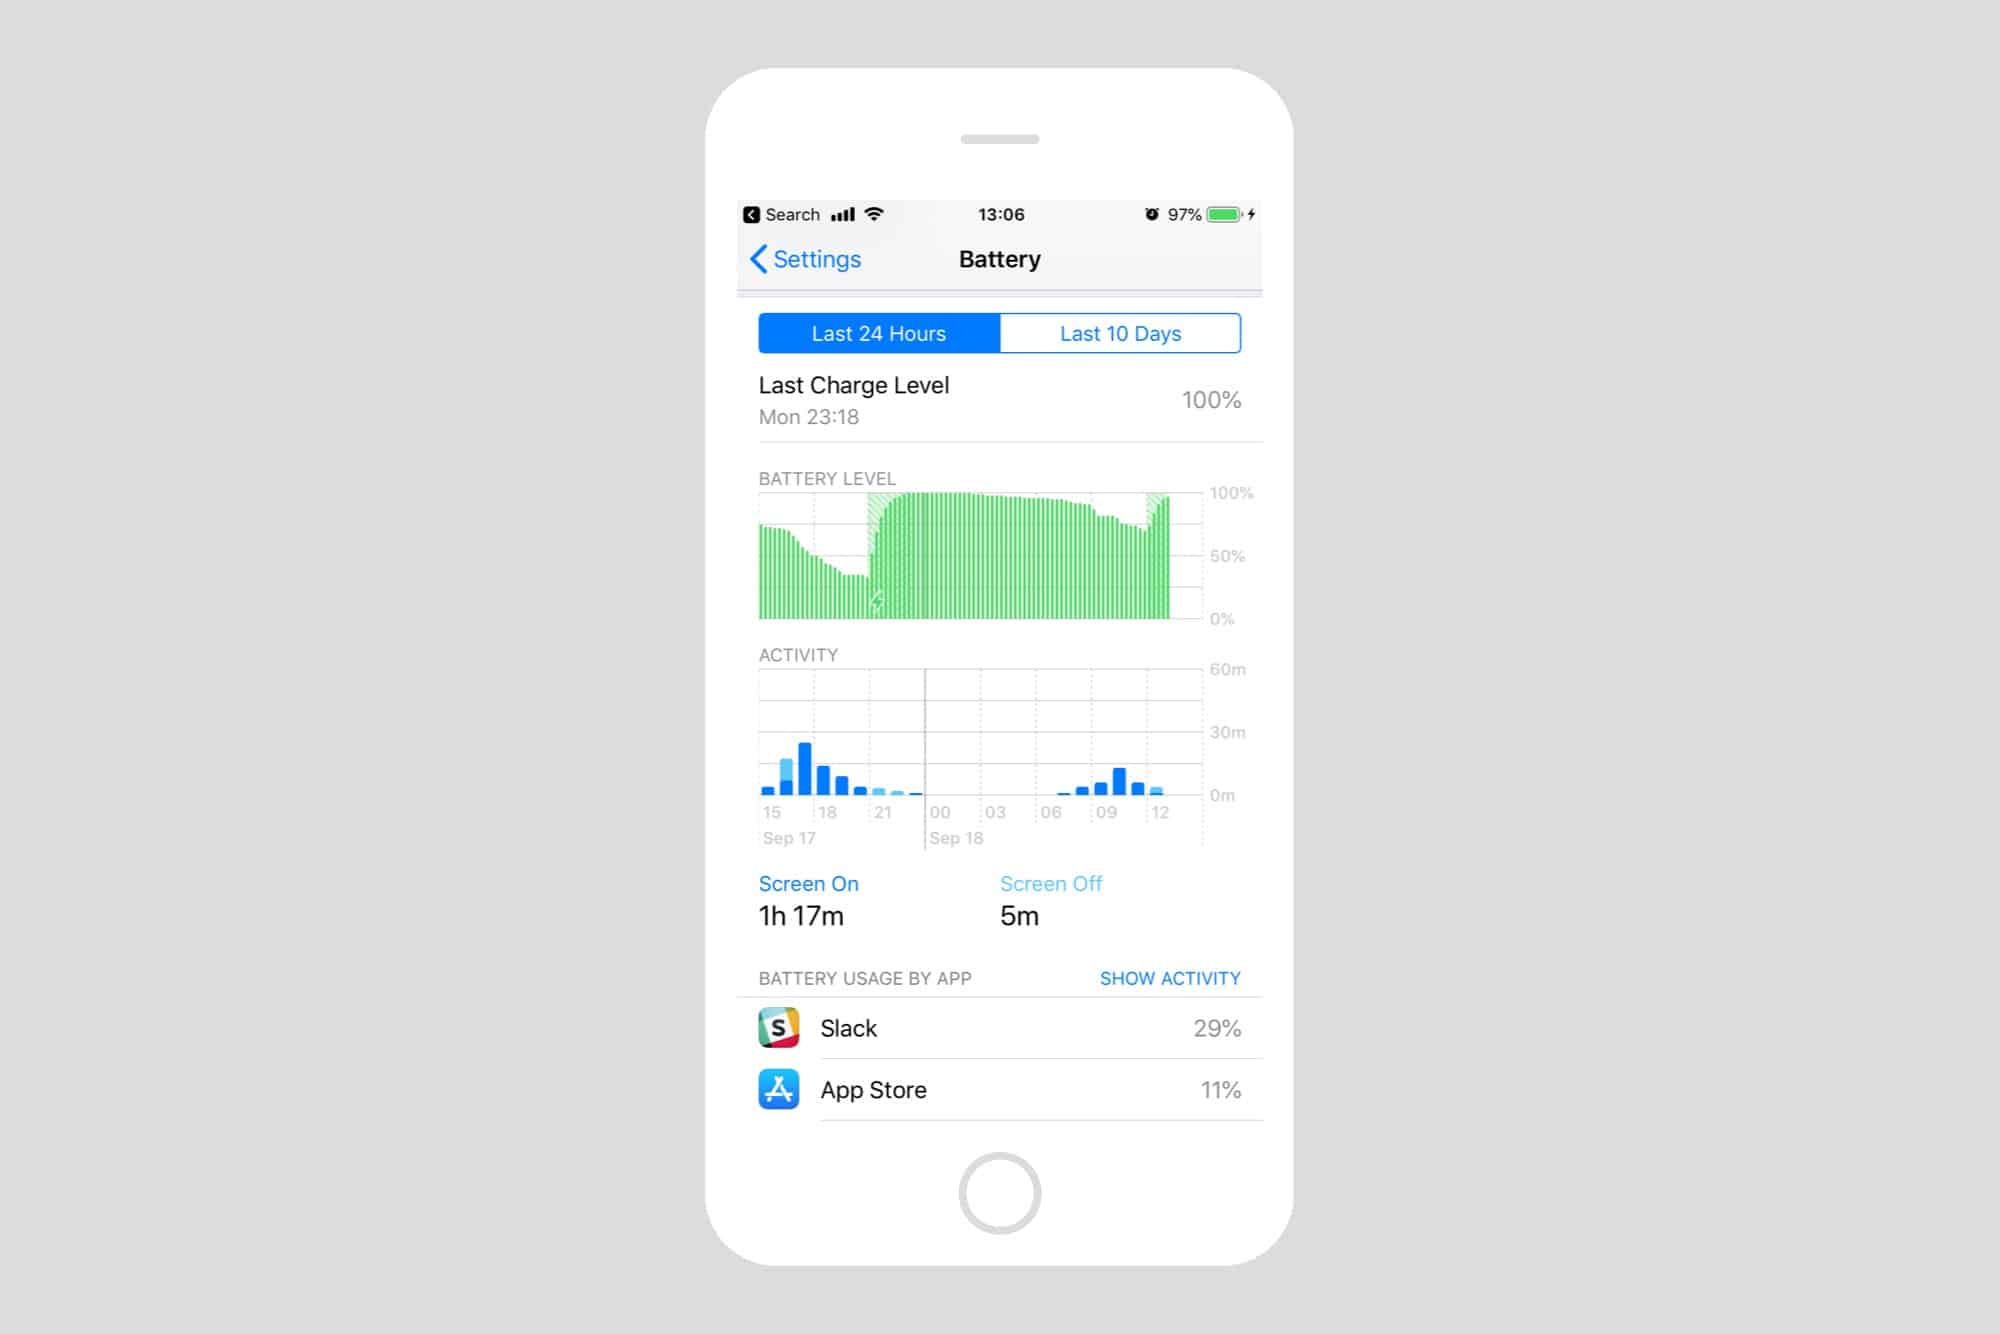 Search 13:06 97%
Settings Battery
Last 24 Hours Last 10 Days
Last Charge Level
Mon 23:18 100%
BATTERY LEVEL
100%
50%
0%
ACTIVITY
60m
30m
0m
15 18 21 00 03 06 09 12
Sep 17 Sep 18
Screen On Screen Off
1h 17m 5m
BATTERY USAGE BY APP SHOW ACTIVITY
S Slack 29%
App Store 11%